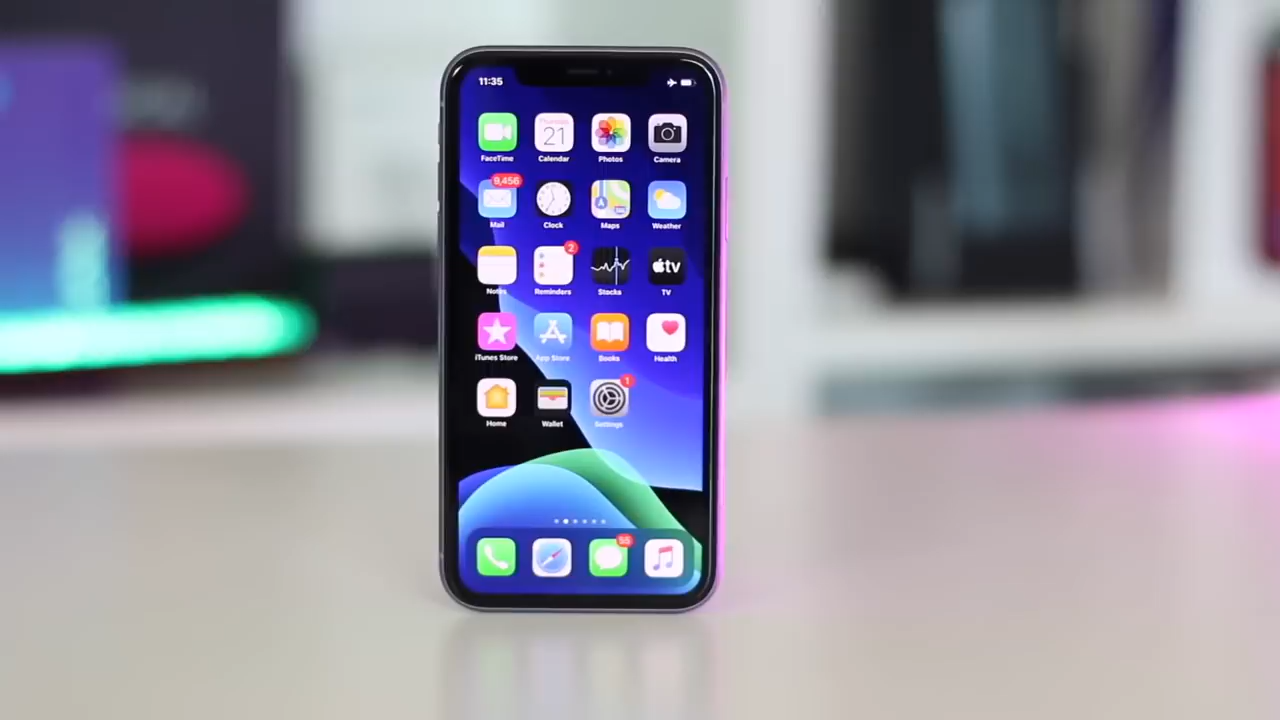 11:35
Thursday
21
FaceTime Calendar Photos Camera
9,456
Mail Clock Maps Weather
2
tv
Notes Reminders Stocks TV
iTunes Store App Store Books Health
1
Home Wallet Settings
55